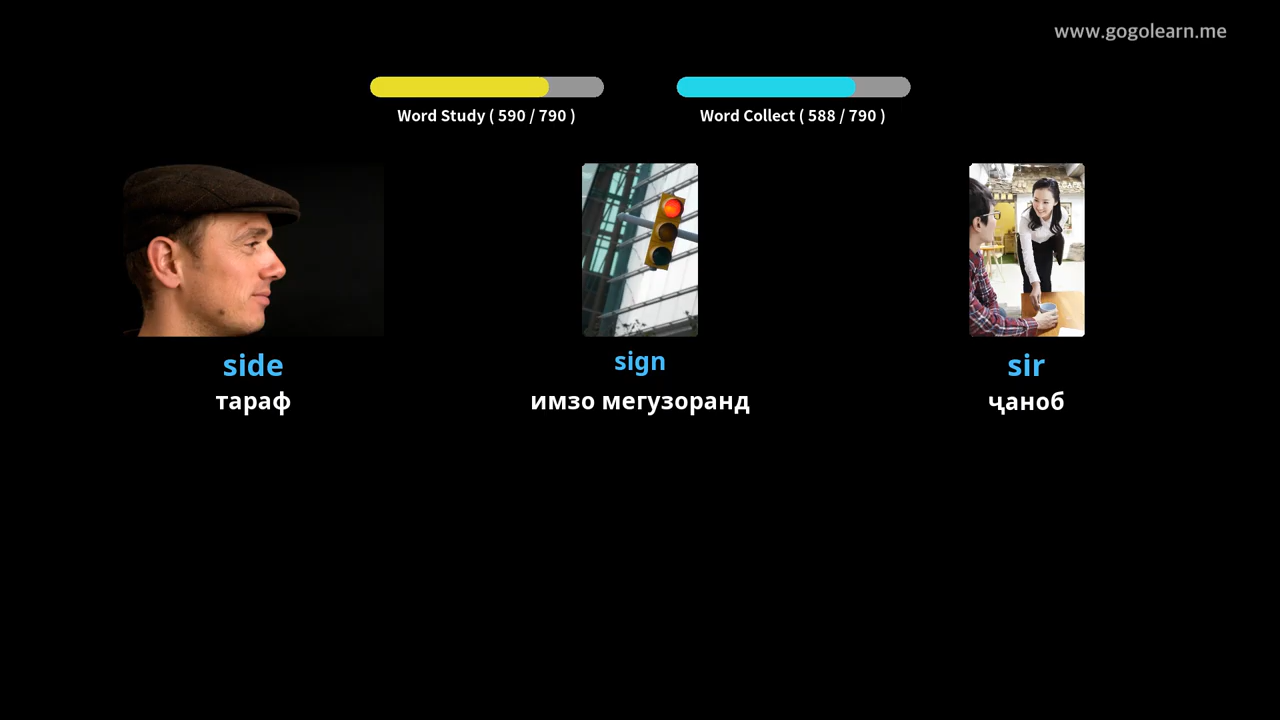 www.gogolearn.me
Word Study ( 590 / 790 )
Word Collect ( 588 / 790 )
side
sign
sir
тараф
имзо мегузоранд
ҷаноб